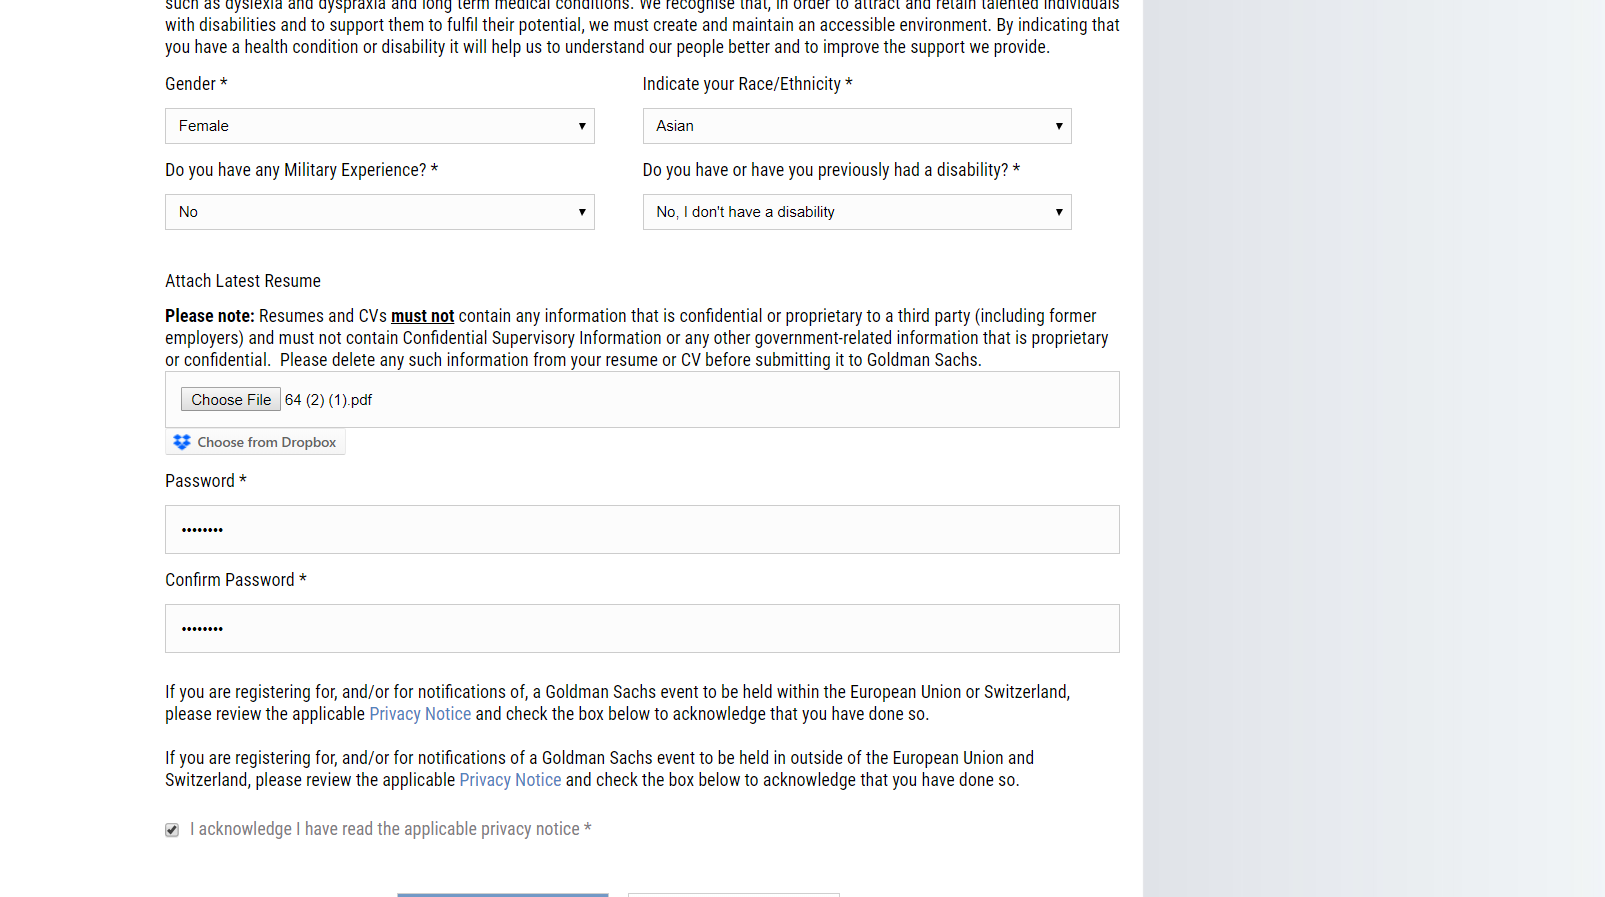 such as dyslexia and dyspraxia and long term medical conditions. We recognise that, in order to attract and retain talented individuals
with disabilities and to support them to fulfil their potential, we must create and maintain an accessible environment. By indicating that
you have a health condition or disability it will help us to understand our people better and to improve the support we provide.
Gender *
Indicate your Race/Ethnicity *
Female
Asian
Do you have any Military Experience? *
Do you have or have you previously had a disability? *
No
No, I don't have a disability
Attach Latest Resume
Please note: Resumes and CVs must not contain any information that is confidential or proprietary to a third party (including former
employers) and must not contain Confidential Supervisory Information or any other government-related information that is proprietary
or confidential.  Please delete any such information from your resume or CV before submitting it to Goldman Sachs.
Choose File 64 (2) (1).pdf
Choose from Dropbox
Password *
••••••••
Confirm Password *
••••••••
If you are registering for, and/or for notifications of, a Goldman Sachs event to be held within the European Union or Switzerland,
please review the applicable Privacy Notice and check the box below to acknowledge that you have done so.
If you are registering for, and/or for notifications of a Goldman Sachs event to be held in outside of the European Union and
Switzerland, please review the applicable Privacy Notice and check the box below to acknowledge that you have done so.
I acknowledge I have read the applicable privacy notice *